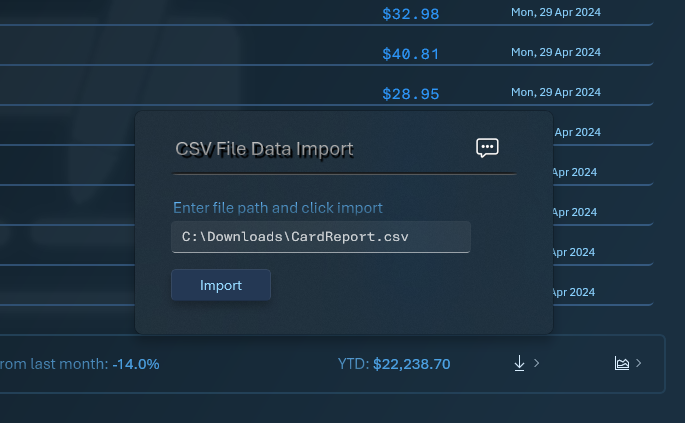 $32.98 Mon, 29 Apr 2024
$40.81 Mon, 29 Apr 2024
$28.95 Mon, 29 Apr 2024
Apr 2024
CSV File Data Import
Apr 2024
Enter file path and click import
Apr 2024
C:\Downloads\CardReport.csv
Apr 2024
Import
Apr 2024
from last month: -14.0% YTD: $22,238.70